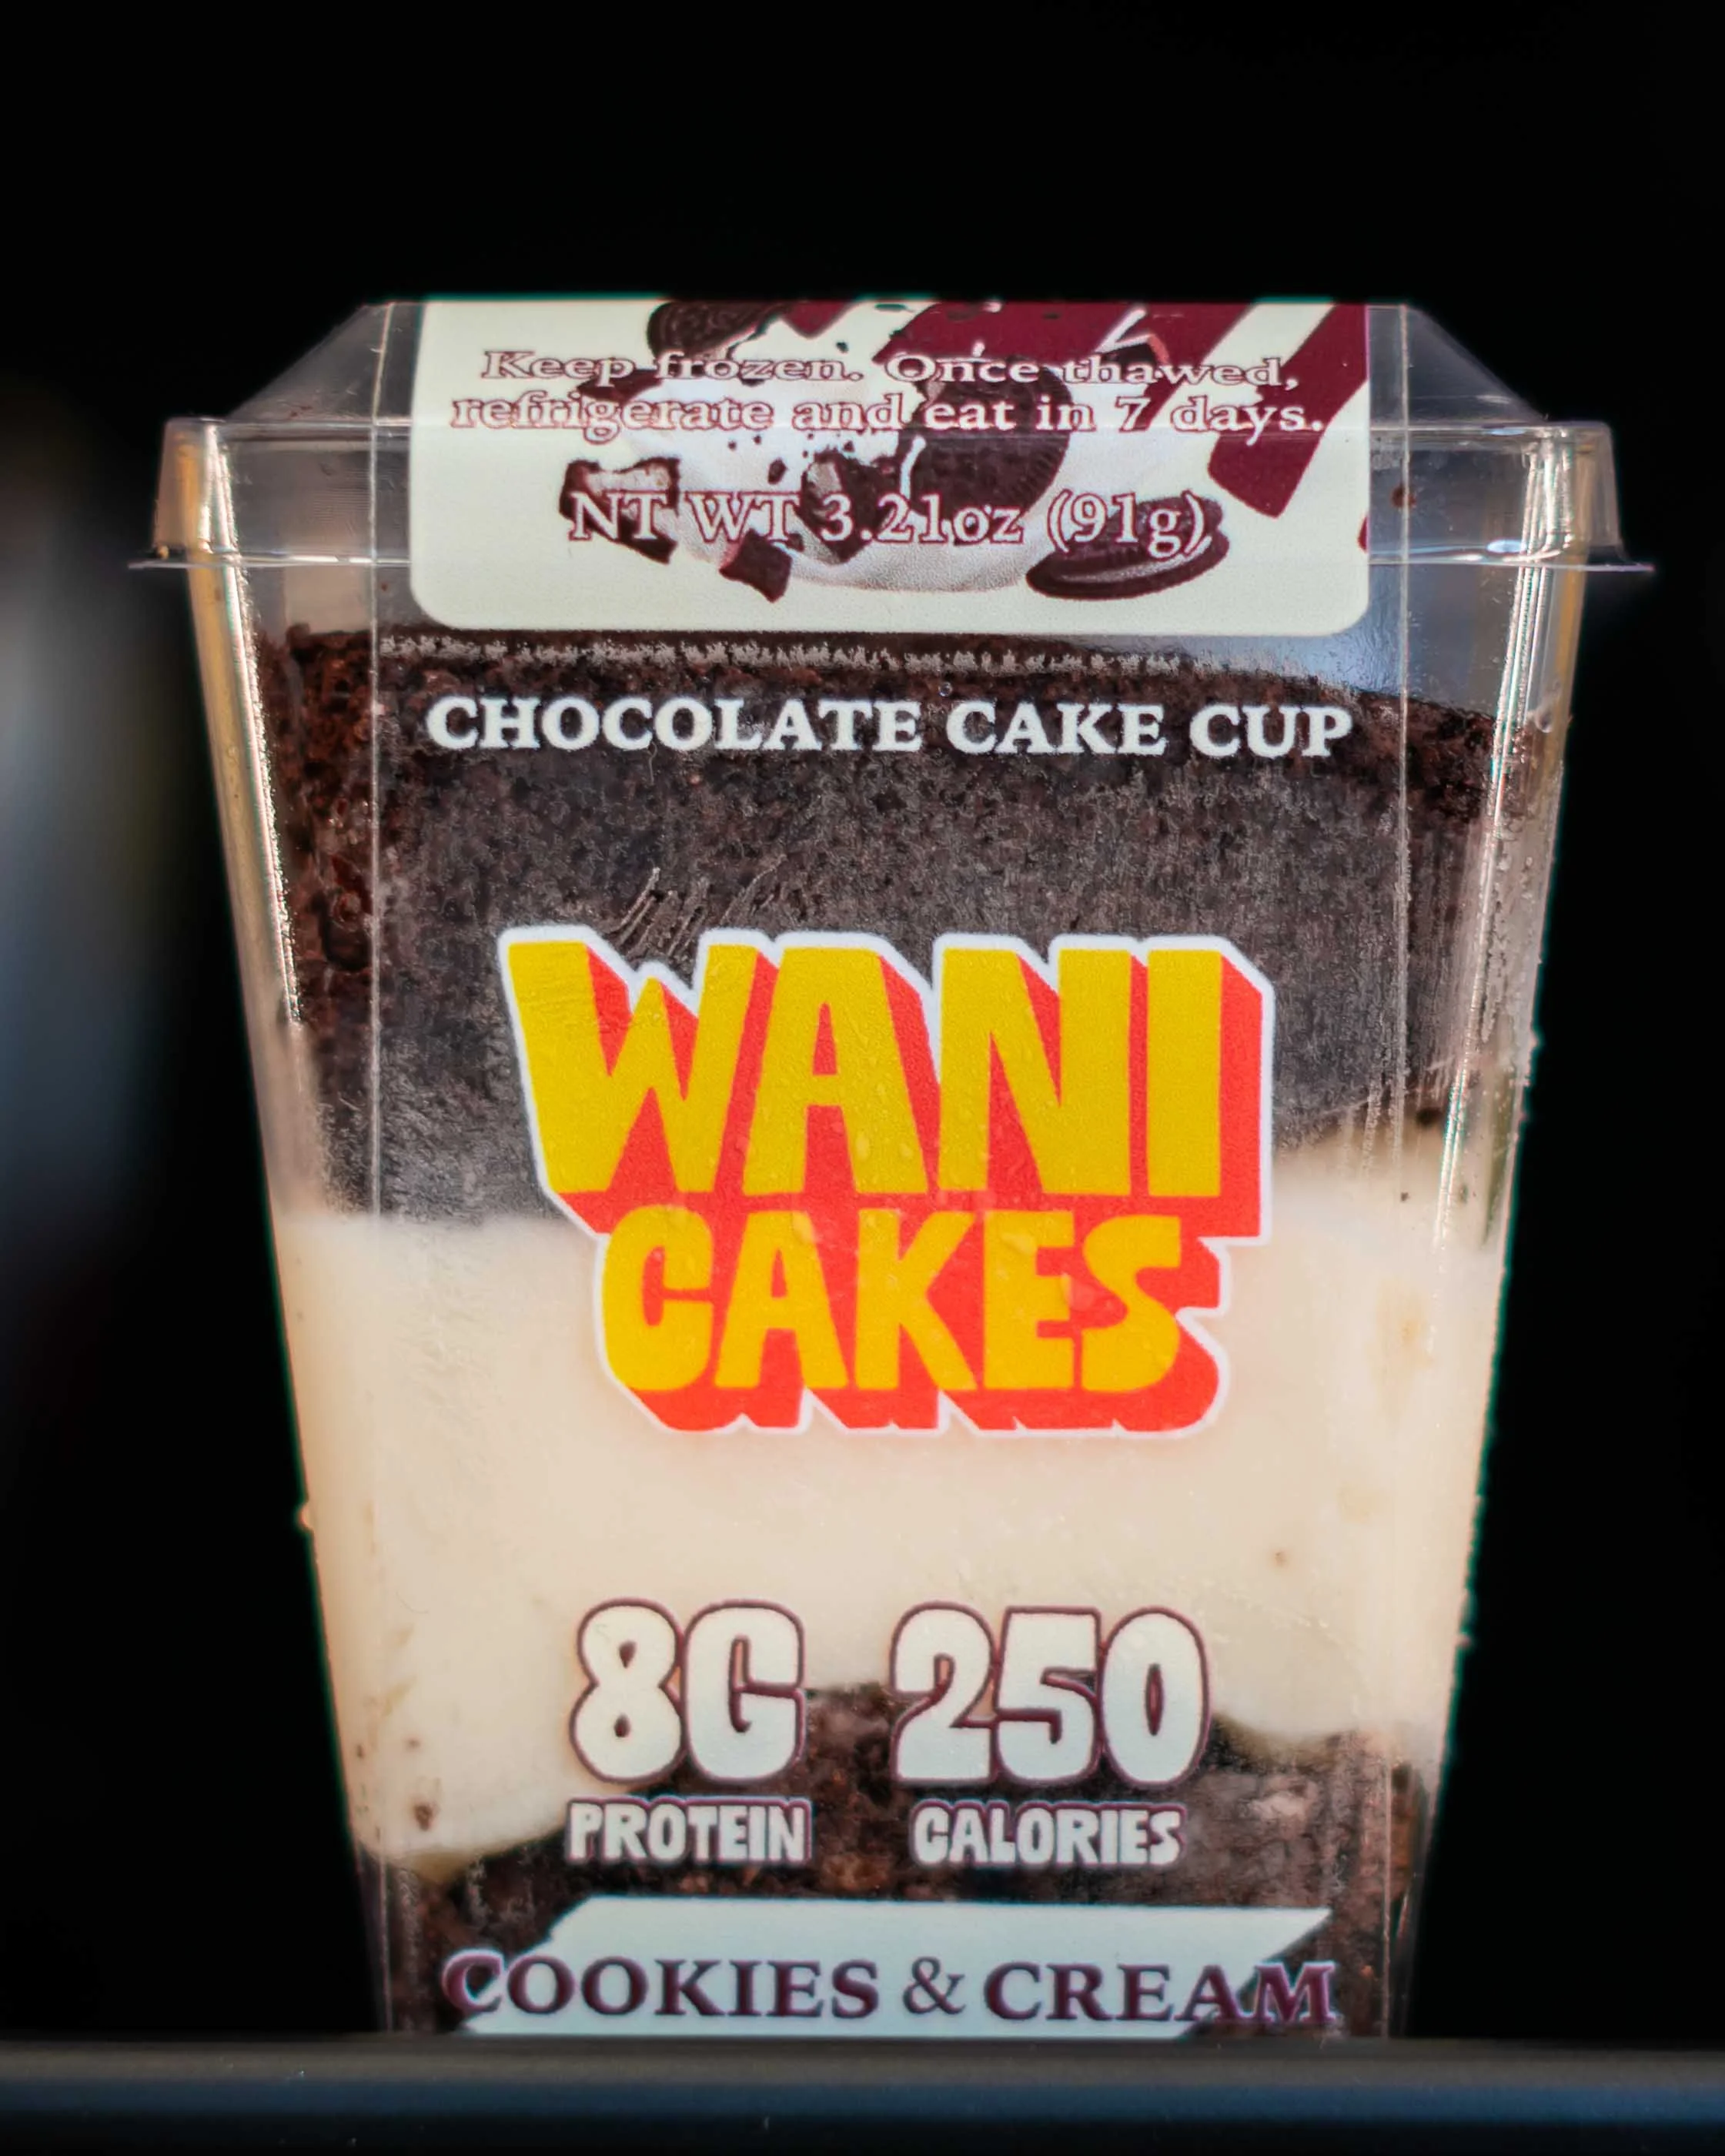 Keep frozen. Once thawed,
refrigerate and eat in 7 days.
NT WT 3.21oz (91g)
CHOCOLATE CAKE CUP
WANI
CAKES
8G 250
PROTEIN CALORIES
COOKIES & CREAM